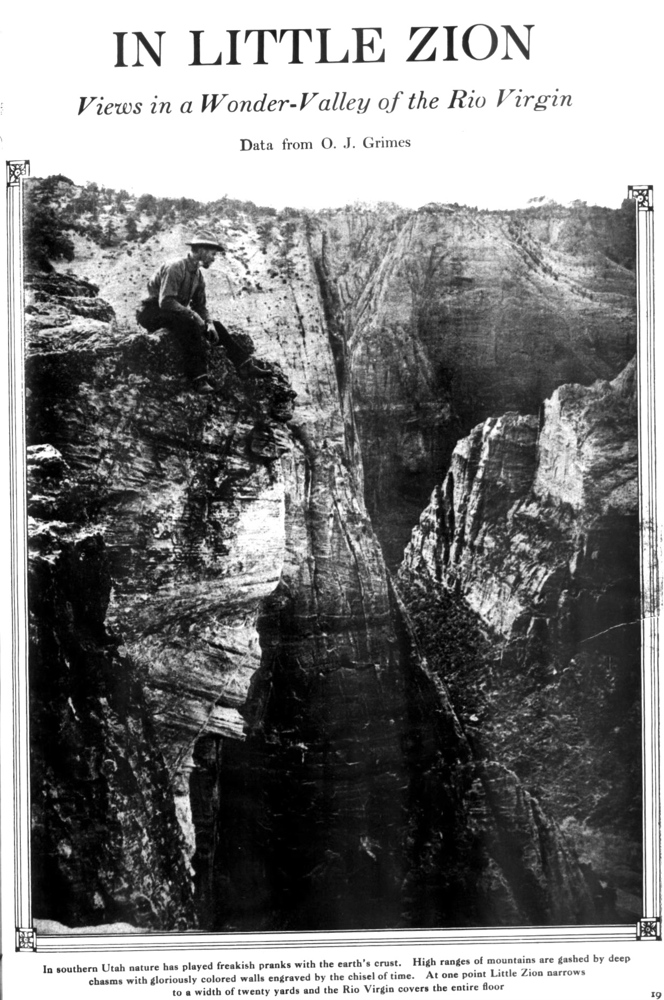 IN LITTLE ZION
Views in a Wonder-Valley of the Rio Virgin
Data from O. J. Grimes
In southern Utah nature has played freakish pranks with the earth's crust. High ranges of mountains are gashed by deep
chasms with gloriously colored walls engraved by the chisel of time. At one point Little Zion narrows
to a width of twenty yards and the Rio Virgin covers the entire floor
19